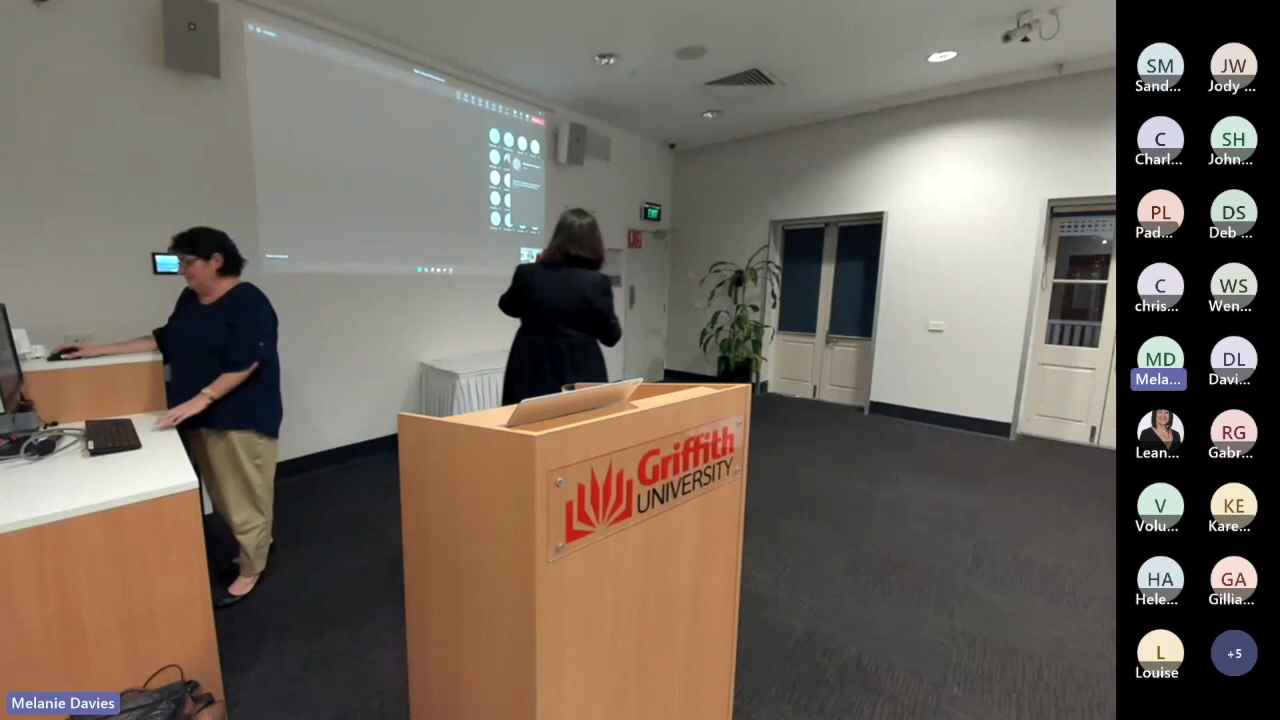 EXIT
Griffith
UNIVERSITY
Melanie Davies
SM
Sand...
JW
Jody ...
C
Charl...
SH
John...
PL
Pad...
DS
Deb ...
C
chris...
WS
Wen...
MD
Mela...
DL
Davi...
Lean...
RG
Gabr...
V
Volu...
KE
Kare...
HA
Hele...
GA
Gillia...
L
Louise
+5